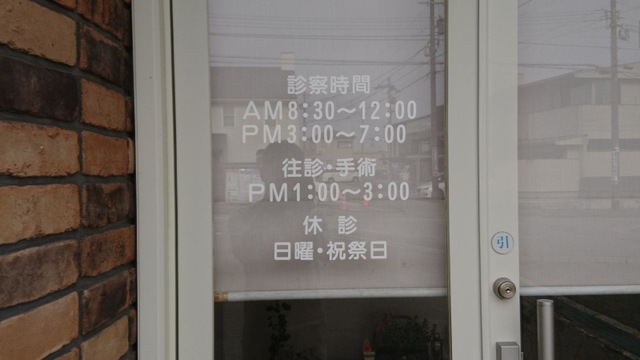 診察時間
AM8:30～12:00
PM3:00～7:00
往診・手術
PM1:00～3:00
休診
日曜・祝祭日
引